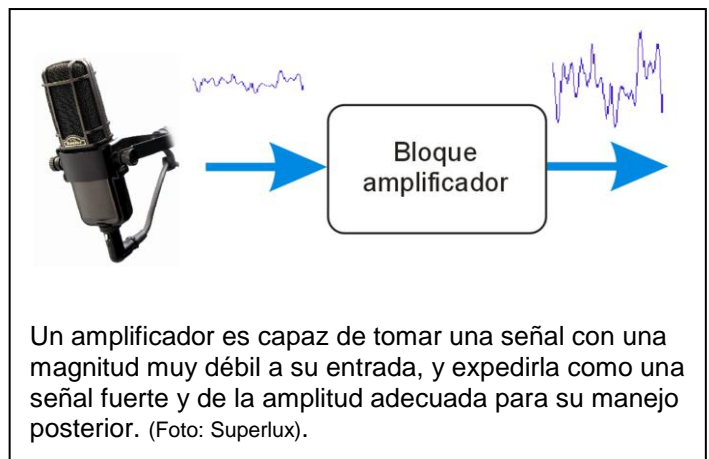 Bloque
amplificador
Un amplificador es capaz de tomar una señal con una
magnitud muy débil a su entrada, y expedirla como una
señal fuerte y de la amplitud adecuada para su manejo
posterior. (Foto: Superlux).